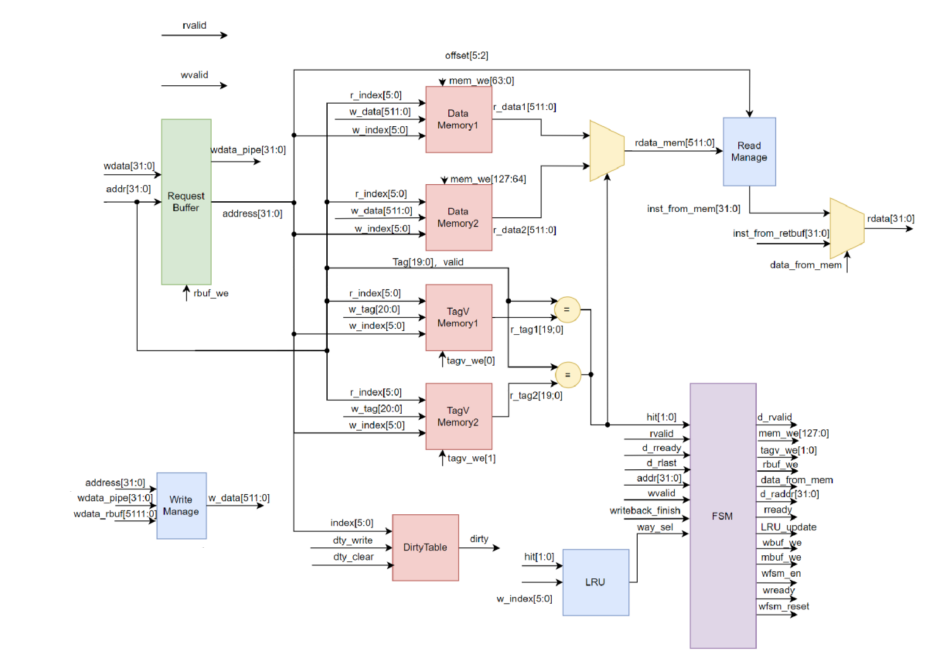 rvalid
wvalid
offset[5:2]
mem_we[63:0]
r_index[5:0]
w_data[511:0]
w_index[5:0]
Data
Memory1
r_data1[511:0]
rdata_mem[511:0]
Read
Manage
wdata_pipe[31:0]
wdata[31:0]
addr[31:0]
Request
Buffer
address[31:0]
rbuf_we
mem_we[127:64]
r_index[5:0]
w_data[511:0]
w_index[5:0]
Data
Memory2
r_data2[511:0]
inst_from_mem[31:0]
inst_from_retbuf[31:0]
data_from_mem
rdata[31:0]
Tag[19:0], valid
r_index[5:0]
w_tag[20:0]
w_index[5:0]
TagV
Memory1
=
r_tag1[19:0]
tagv_we[0]
r_index[5:0]
w_tag[20:0]
w_index[5:0]
TagV
Memory2
=
r_tag2[19:0]
tagv_we[1]
address[31:0]
wdata_pipe[31:0]
wdata_rbuf[5111:0]
Write
Manage
w_data[511:0]
index[5:0]
dty_write
dty_clear
DirtyTable
dirty
hit[1:0]
w_index[5:0]
LRU
hit[1:0]
rvalid
d_rready
d_rlast
addr[31:0]
wvalid
writeback_finish
way_sel
FSM
d_rvalid
mem_we[127:0]
tagv_we[1:0]
rbuf_we
data_from_mem
d_raddr[31:0]
rready
LRU_update
wbuf_we
mbuf_we
wfsm_en
wready
wfsm_reset